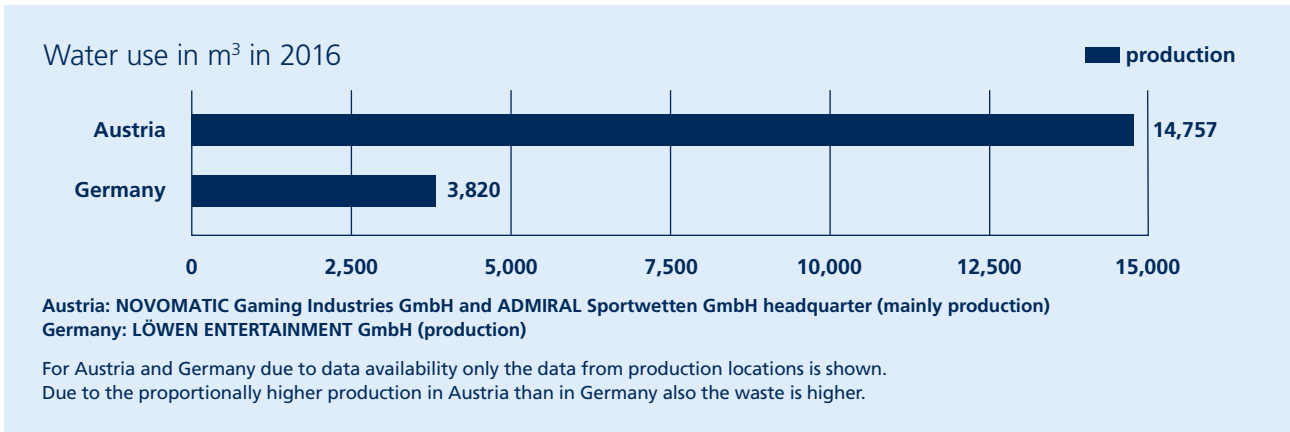 Water use in m³ in 2016
production
Austria
14,757
Germany
3,820
0 2,500 5,000 7,500 10,000 12,500 15,000
Austria: NOVOMATIC Gaming Industries GmbH and ADMIRAL Sportwetten GmbH headquarter (mainly production)
Germany: LÖWEN ENTERTAINMENT GmbH (production)
For Austria and Germany due to data availability only the data from production locations is shown.
Due to the proportionally higher production in Austria than in Germany also the waste is higher.